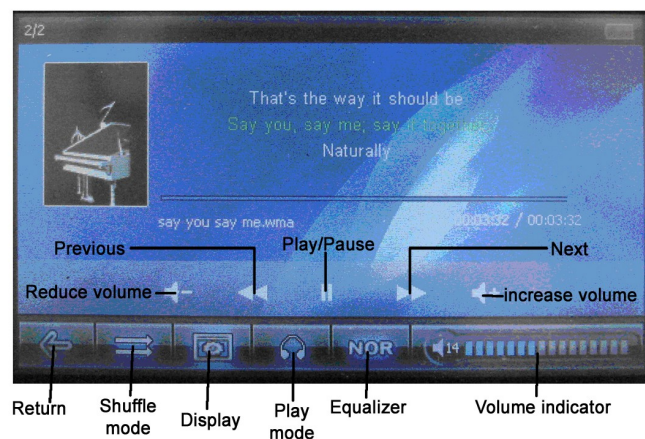 2/2
That's the way it should be
Say you, say me; say it together
Naturally
say you say me.wma
00:03:32 / 00:03:32
Previous
Play/Pause
Next
Reduce volume
increase volume
NOR
14
Return
Shuffle mode
Display
Play mode
Equalizer
Volume indicator